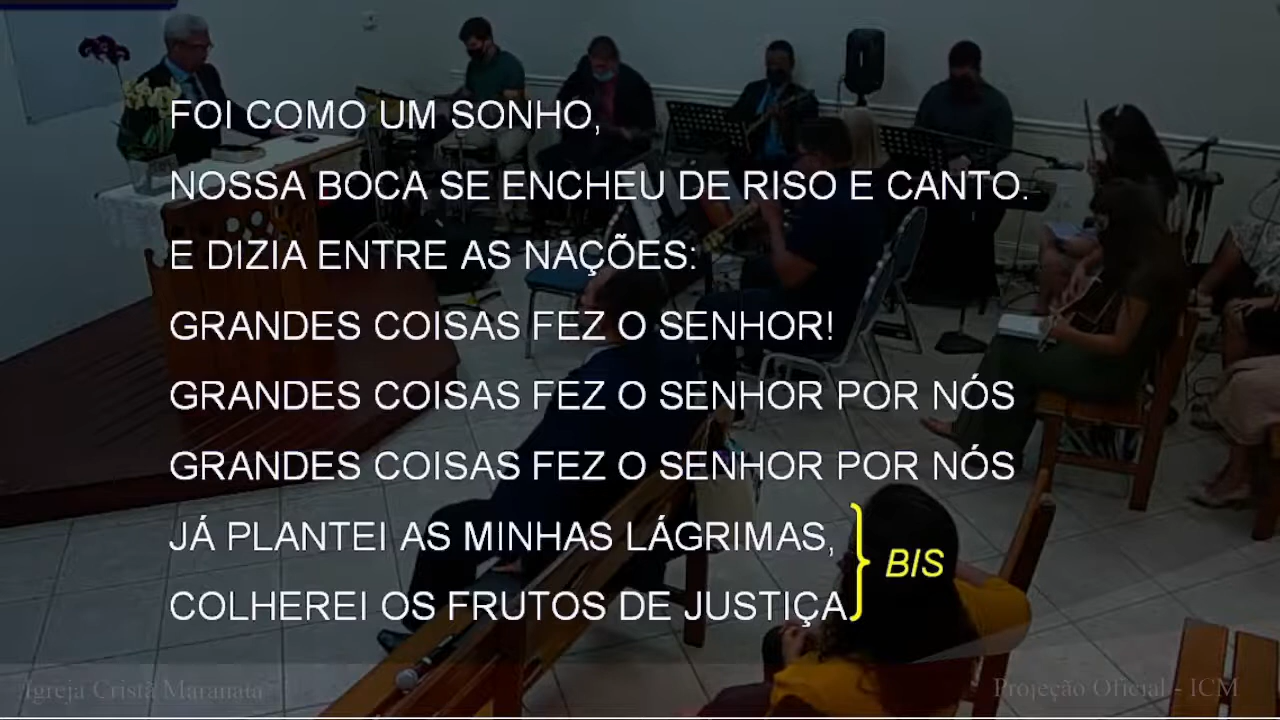 FOI COMO UM SONHO,
NOSSA BOCA SE ENCHEU DE RISO E CANTO.
E DIZIA ENTRE AS NAÇÕES:
GRANDES COISAS FEZ O SENHOR!
GRANDES COISAS FEZ O SENHOR POR NÓS
GRANDES COISAS FEZ O SENHOR POR NÓS
JÁ PLANTEI AS MINHAS LÁGRIMAS,
COLHEREI OS FRUTOS DE JUSTIÇA
BIS
Igreja Cristã Maranata
Projeção Oficial - ICM